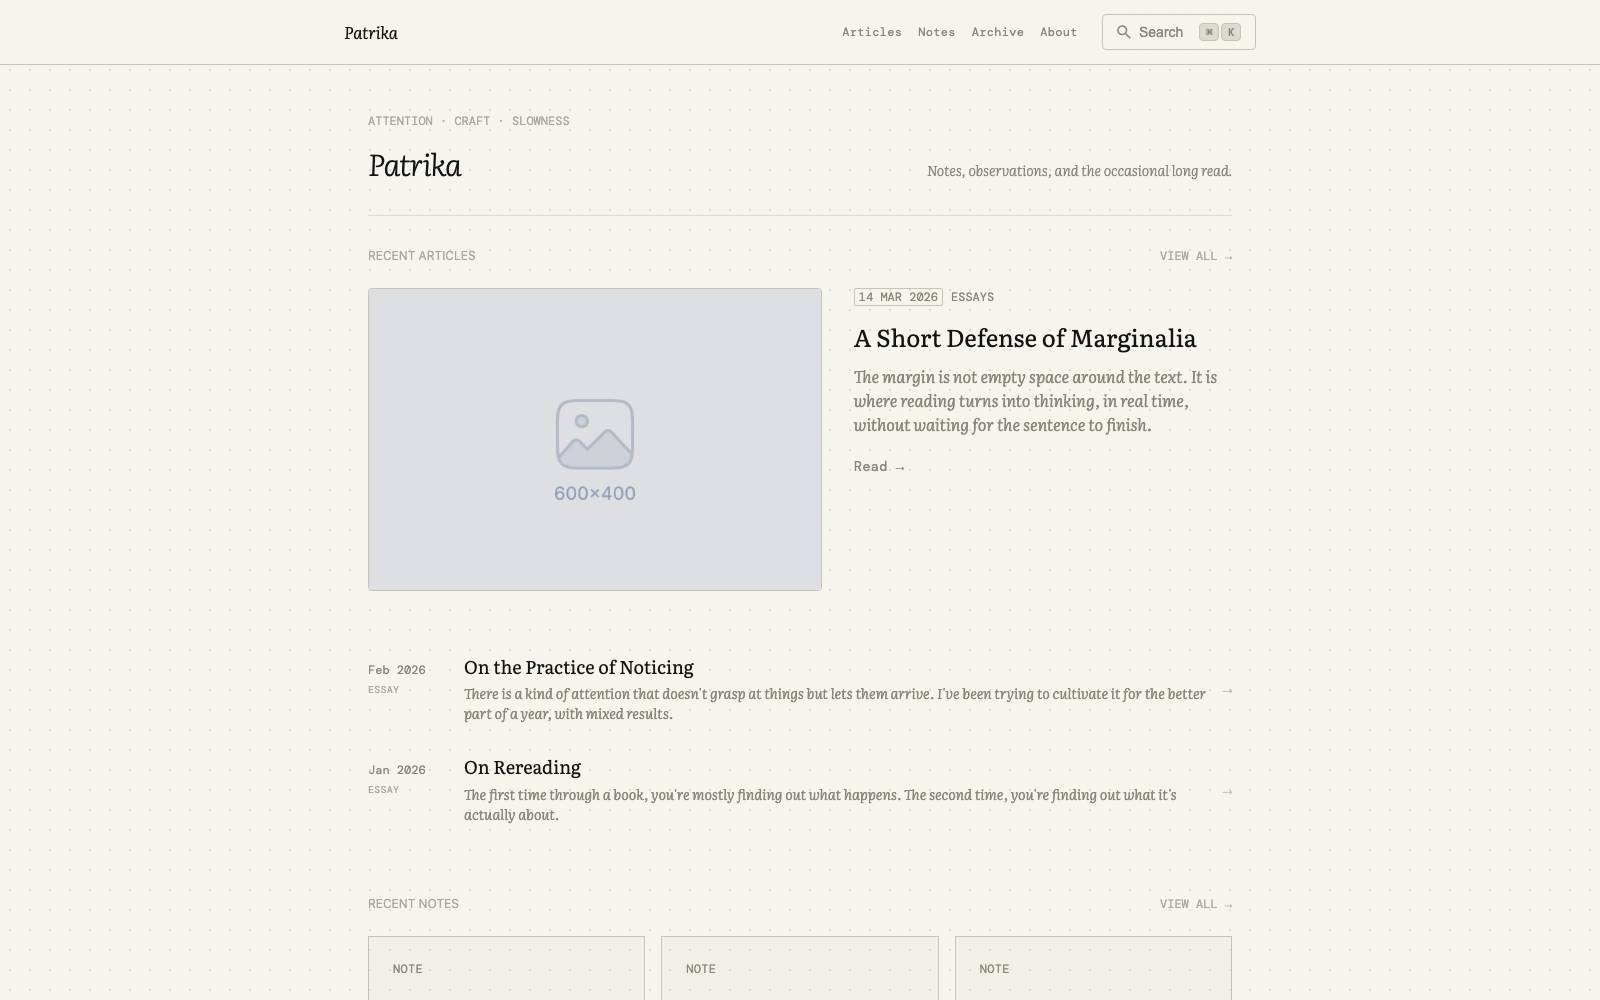 Patrika
Articles Notes Archive About Search ⌘ K
ATTENTION · CRAFT · SLOWNESS
Patrika
Notes, observations, and the occasional long read.
RECENT ARTICLES
VIEW ALL →
600×400
14 MAR 2026 ESSAYS
A Short Defense of Marginalia
The margin is not empty space around the text. It is
where reading turns into thinking, in real time,
without waiting for the sentence to finish.
Read →
Feb 2026
ESSAY
On the Practice of Noticing
There is a kind of attention that doesn't grasp at things but lets them arrive. I've been trying to cultivate it for the better
part of a year, with mixed results.
→
Jan 2026
ESSAY
On Rereading
The first time through a book, you're mostly finding out what happens. The second time, you're finding out what it's
actually about.
→
RECENT NOTES
VIEW ALL →
NOTE
NOTE
NOTE